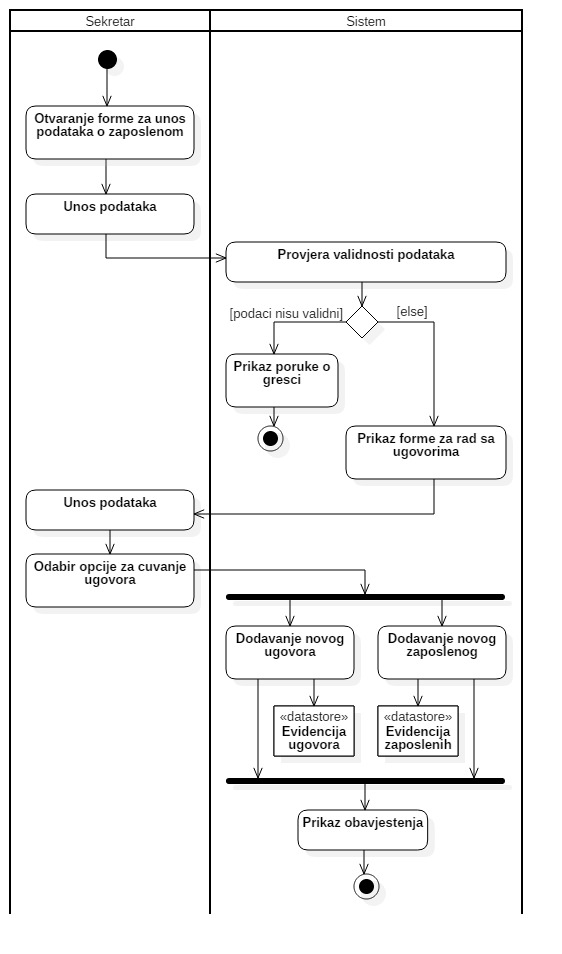 Sekretar
Sistem
Otvaranje forme za unos
podataka o zaposlenom
Unos podataka
Provjera validnosti podataka
[podaci nisu validni]
[else]
Prikaz poruke o
gresci
Prikaz forme za rad sa
ugovorima
Unos podataka
Odabir opcije za cuvanje
ugovora
Dodavanje novog
ugovora
Dodavanje novog
zaposlenog
«datastore»
Evidencija
ugovora
«datastore»
Evidencija
zaposlenih
Prikaz obavjestenja